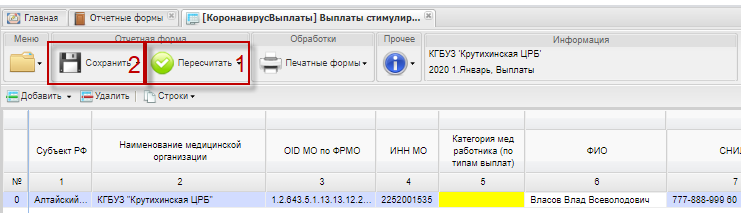 Главная
Отчетные формы
[КоронавирусВыплаты] Выплаты стимулир...
Меню
Отчетная форма
Обработки
Прочее
Информация
Сохранить
2
Пересчитать
1
Печатные формы
КГБУЗ 'Крутихинская ЦРБ'
2020 1.Январь, Выплаты
Добавить
Удалить
Строки
Субъект РФ
Наименование медицинской организации
OID МО по ФРМО
ИНН МО
Категория мед работника (по типам выплат)
ФИО
СНИ
№ 1 2 3 4 5 6 7
0 Алтайский... КГБУЗ "Крутихинская ЦРБ" 1.2.643.5.1.13.13.12.2... 2252001535 Власов Влад Всеволодович 777-888-999 60